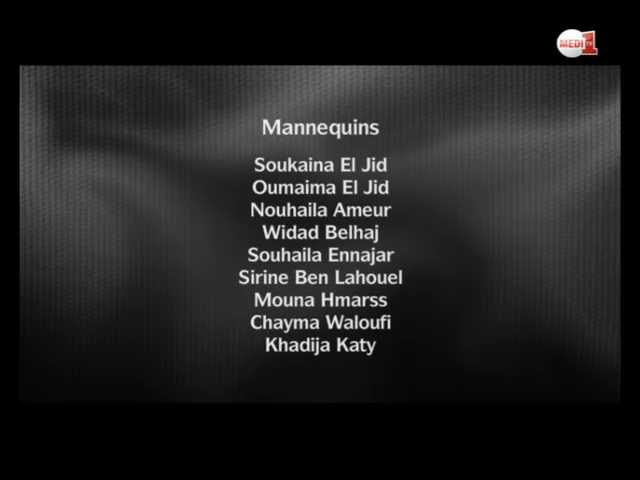 MEDI 1 TV
Mannequins
Soukaina El Jid
Oumaima El Jid
Nouhaila Ameur
Widad Belhaj
Souhaila Ennajar
Sirine Ben Lahouel
Mouna Hmarss
Chayma Waloufi
Khadija Katy